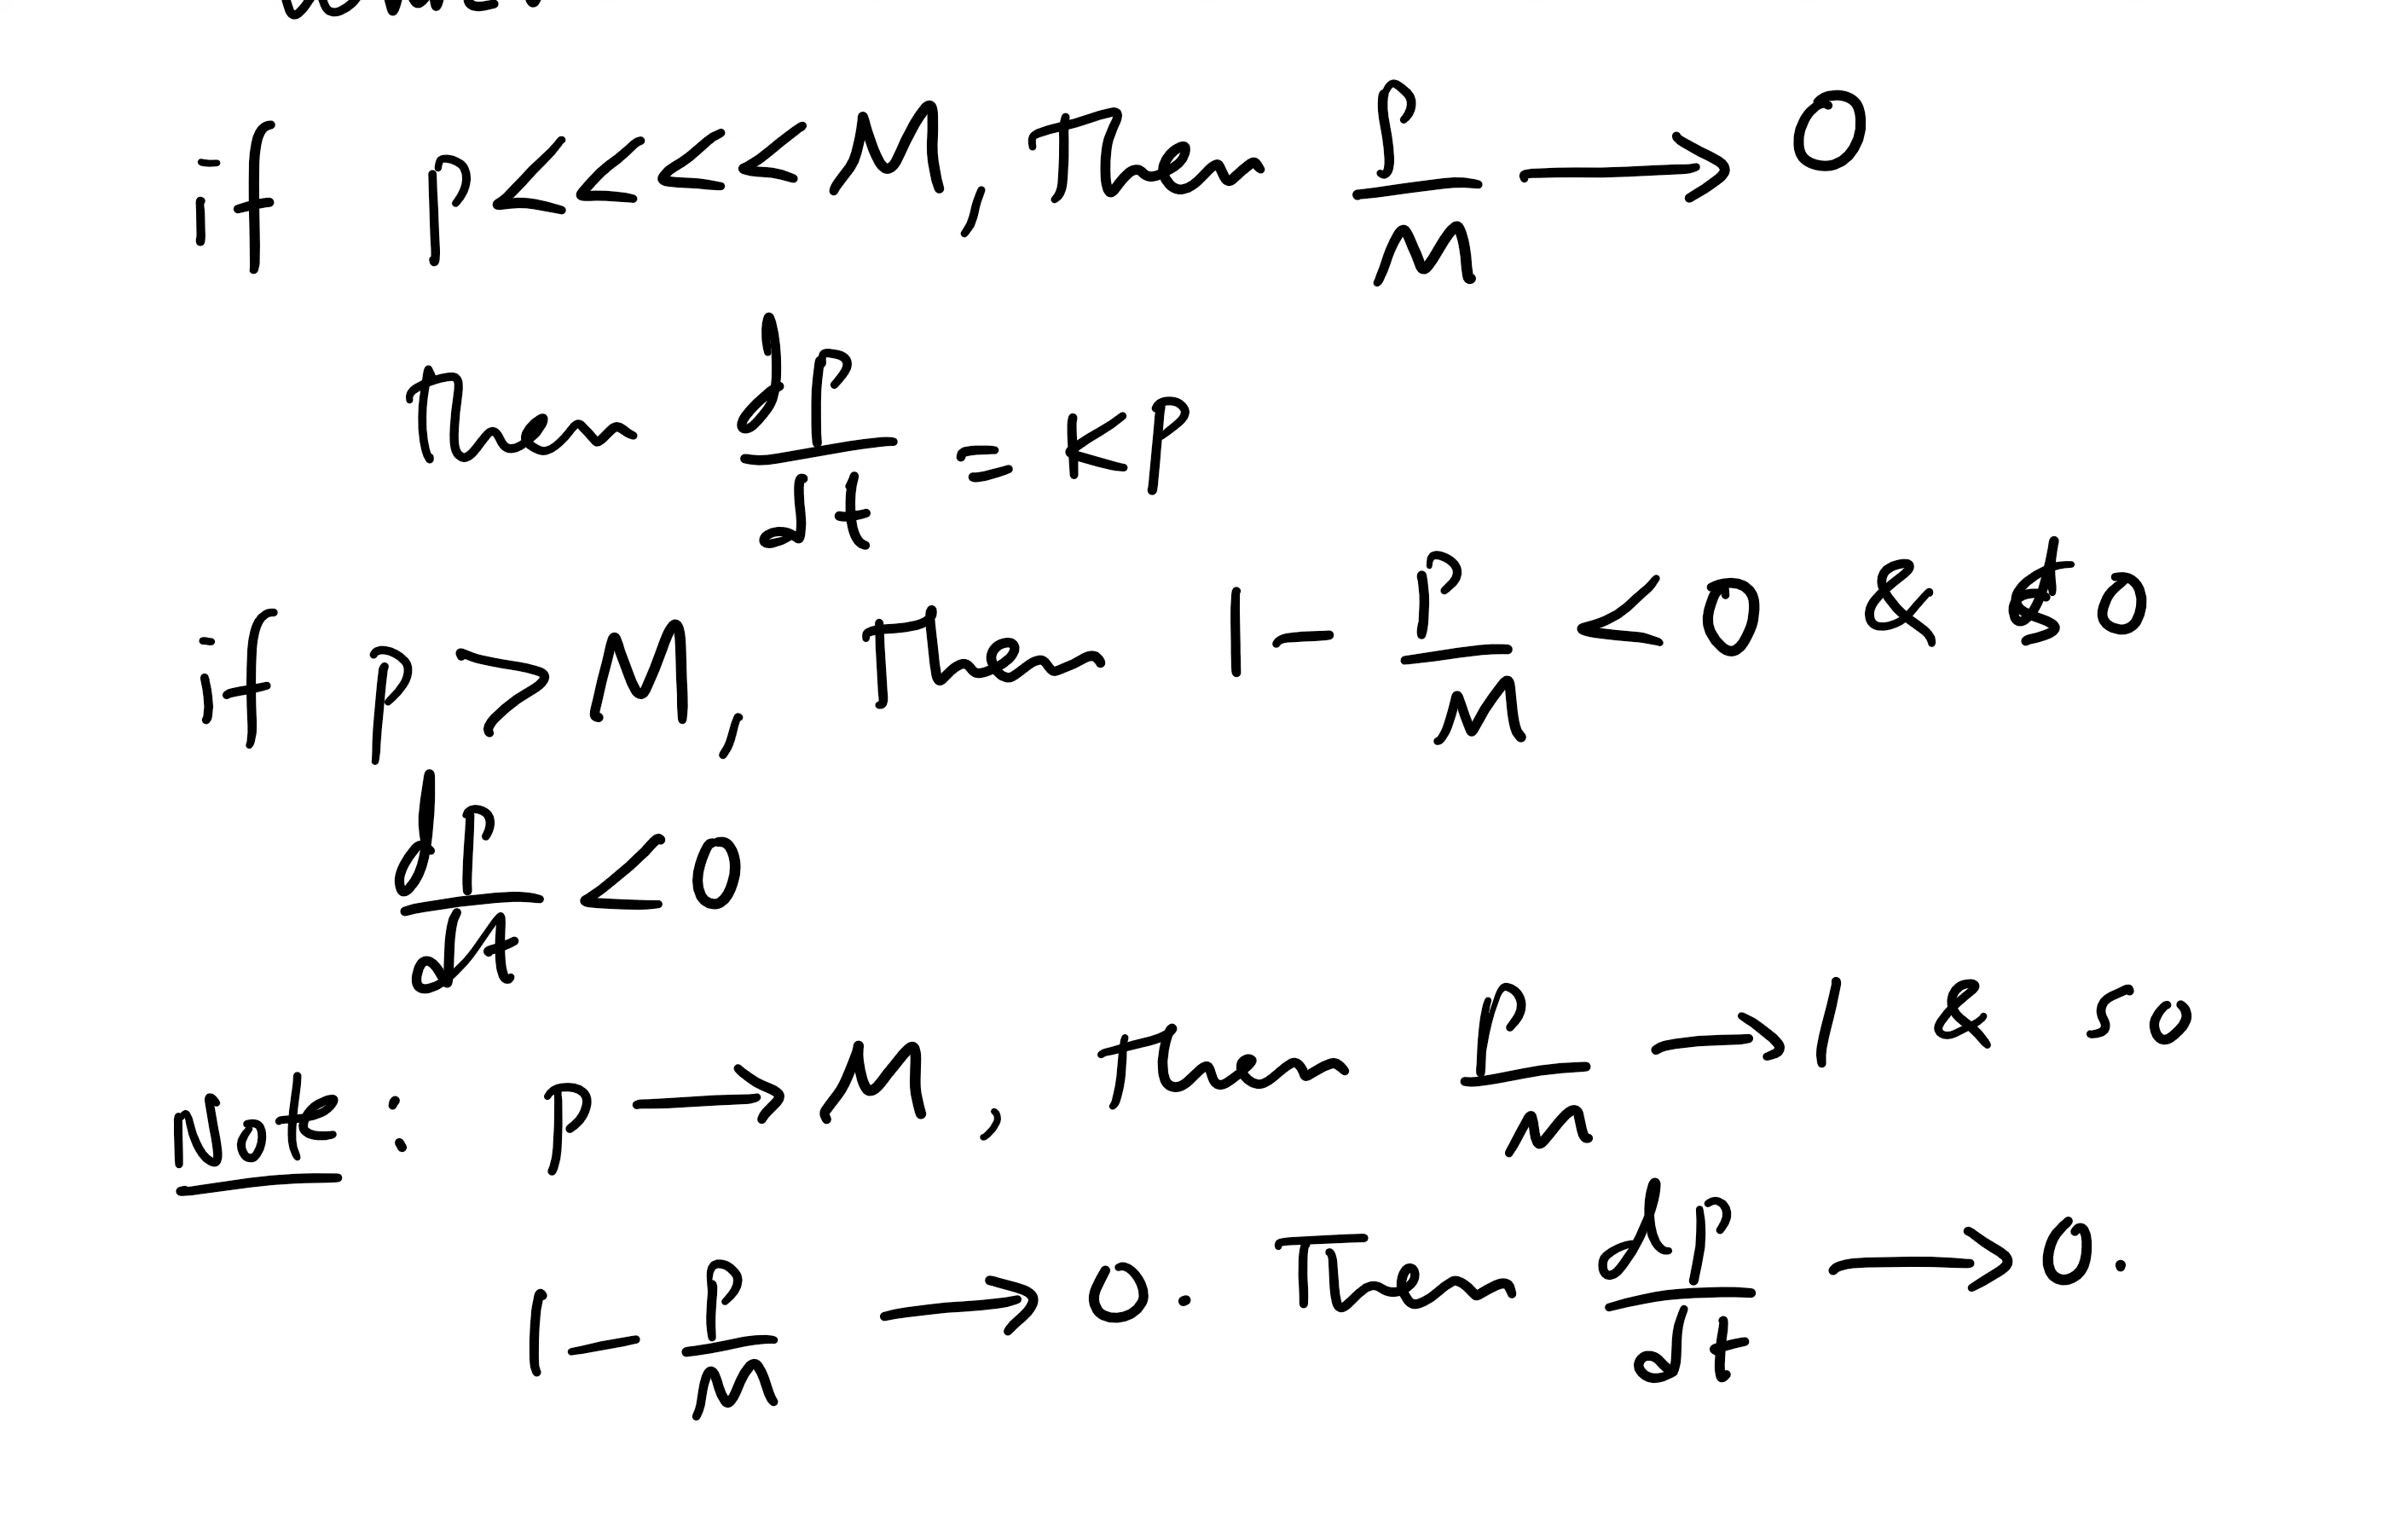 if P <<<< M, Then P/M → 0
Then dP/dt = KP
if P > M, Then 1 - P/M < 0 & so
dP/dt < 0
Note: P → M, Then P/M → 1 & so
1 - P/M → 0. Then dP/dt → 0.